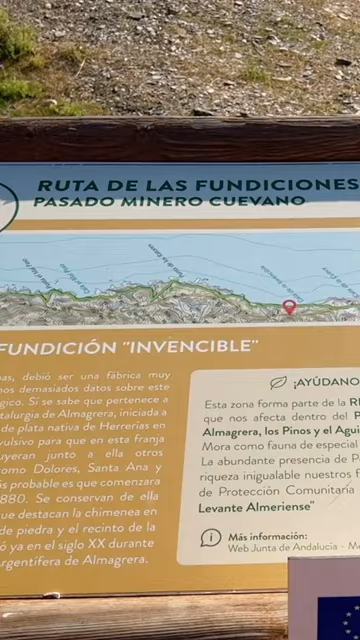 RUTA DE LAS FUNDICIONES
PASADO MINERO CUEVANO
FUNDICIÓN "INVENCIBLE"
as, debió ser una fábrica muy
nos demasiados datos sobre este
gico. Si se sabe que pertenece a
talurgia de Almagrera, iniciada a
de plata nativa de Herrerías en
vulsivo para que en esta franja
uyeran junto a ella otros
omo Dolores, Santa Ana y
s probable es que comenzara
880. Se conservan de ella
ue destacan la chimenea en
de piedra y el recinto de la
ó ya en el siglo XX durante
rgentífera de Almagrera.
¡AYÚDANO
Esta zona forma parte de la
que nos afecta dentro del P
Almagrera, los Pinos y el Agui
Mora como fauna de especial
La abundante presencia de P
riqueza inigualable nuestros f
de Protección Comunitaria
Levante Almeriense"
Más información:
Web Junta de Andalucía - M